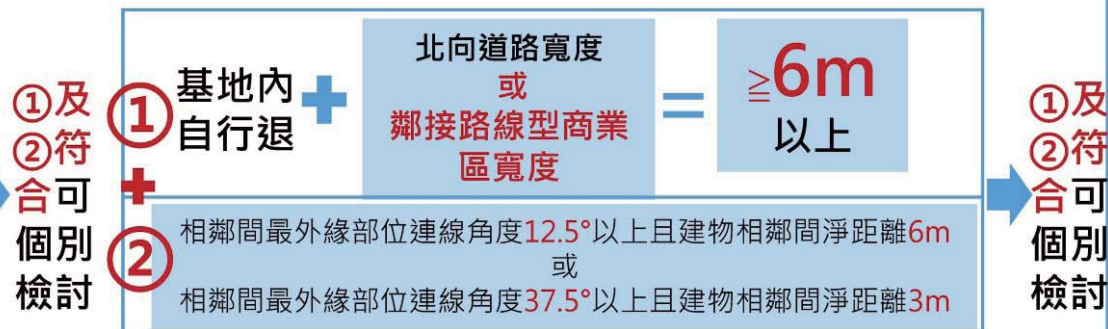 ①及
②符
合可
個別
檢討
①
基地內
自行退
+
北向道路寬度
或
鄰接路線型商業
區寬度
=
≧6m
以上
+
②
相鄰間最外緣部位連線角度12.5°以上且建物相鄰間淨距離6m
或
相鄰間最外緣部位連線角度37.5°以上且建物相鄰間淨距離3m
①及
②符
合可
個別
檢討